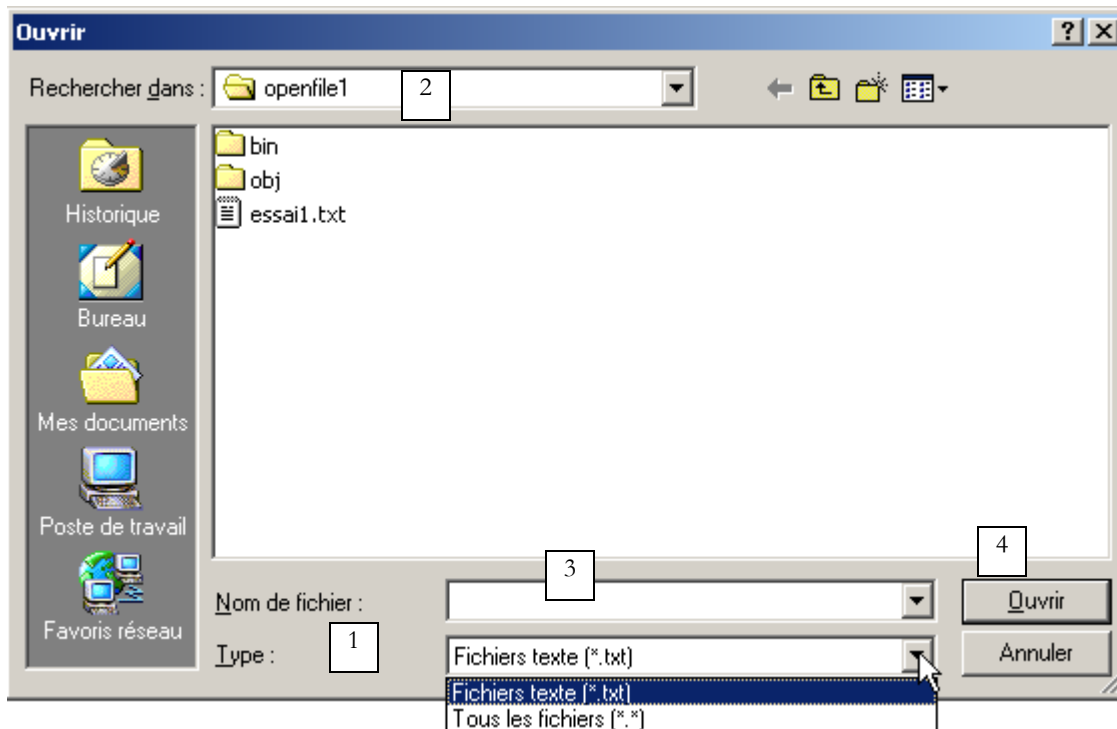 Ouvrir
Rechercher dans : openfile1 2
bin
obj
essai1.txt
Historique
Bureau
Mes documents
Poste de travail
Favoris réseau
3
4
Nom de fichier :
Ouvrir
1
Type : Fichiers texte (*.txt)
Annuler
Fichiers texte (*.txt)
Tous les fichiers (*.*)